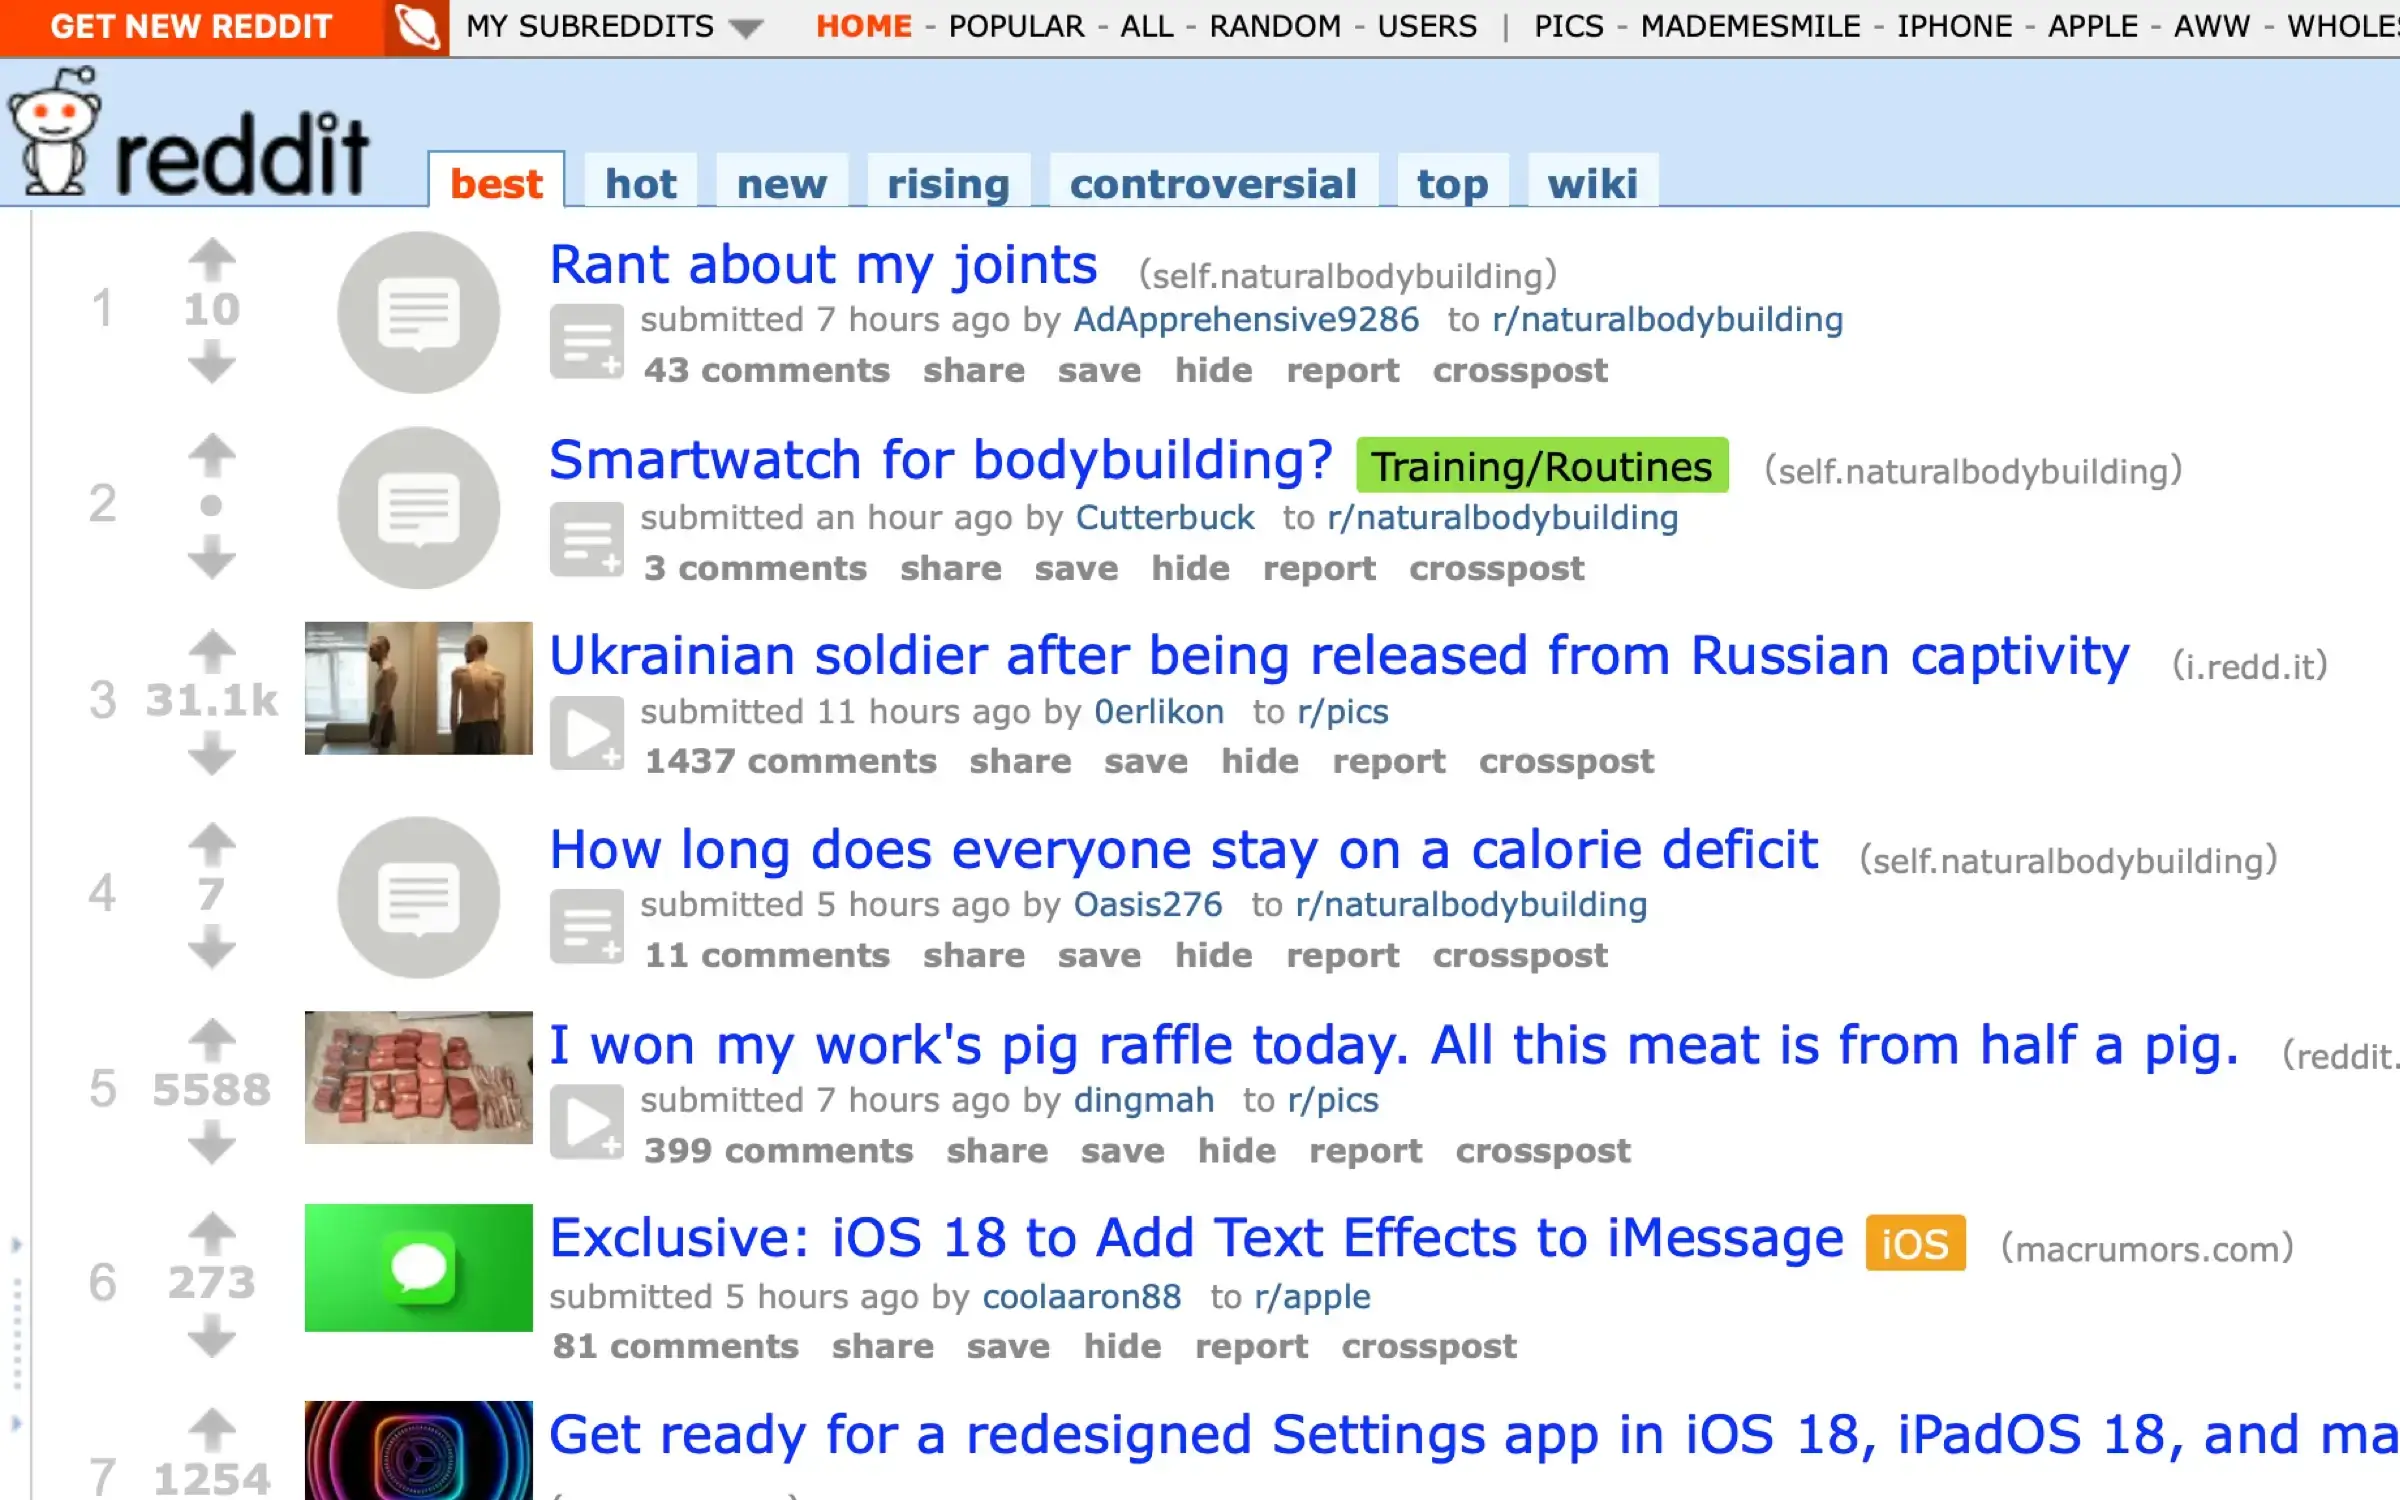 GET NEW REDDIT MY SUBREDDITS HOME - POPULAR - ALL - RANDOM - USERS | PICS - MADEMESMILE - IPHONE - APPLE - AWW - WHOLES
reddit best hot new rising controversial top wiki
1 10 Rant about my joints (self.naturalbodybuilding)
submitted 7 hours ago by AdApprehensive9286 to r/naturalbodybuilding
43 comments share save hide report crosspost
2 • Smartwatch for bodybuilding? Training/Routines (self.naturalbodybuilding)
submitted an hour ago by Cutterbuck to r/naturalbodybuilding
3 comments share save hide report crosspost
3 31.1k Ukrainian soldier after being released from Russian captivity (i.redd.it)
submitted 11 hours ago by 0erlikon to r/pics
1437 comments share save hide report crosspost
4 7 How long does everyone stay on a calorie deficit (self.naturalbodybuilding)
submitted 5 hours ago by Oasis276 to r/naturalbodybuilding
11 comments share save hide report crosspost
5 5588 I won my work's pig raffle today. All this meat is from half a pig. (reddit.
submitted 7 hours ago by dingmah to r/pics
399 comments share save hide report crosspost
6 273 Exclusive: iOS 18 to Add Text Effects to iMessage iOS (macrumors.com)
submitted 5 hours ago by coolaaron88 to r/apple
81 comments share save hide report crosspost
7 1254 Get ready for a redesigned Settings app in iOS 18, iPadOS 18, and ma